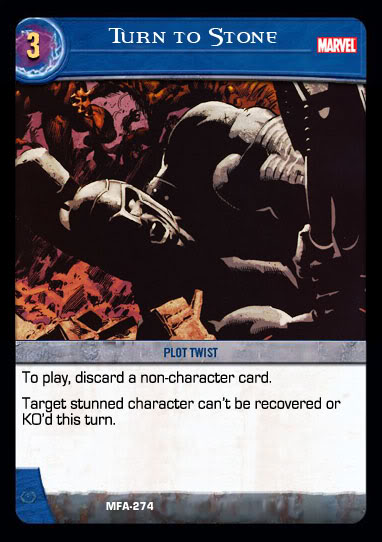 3
Turn to Stone
MARVEL
PLOT TWIST
To play, discard a non-character card.
Target stunned character can't be recovered or
KO'd this turn.
MFA-274